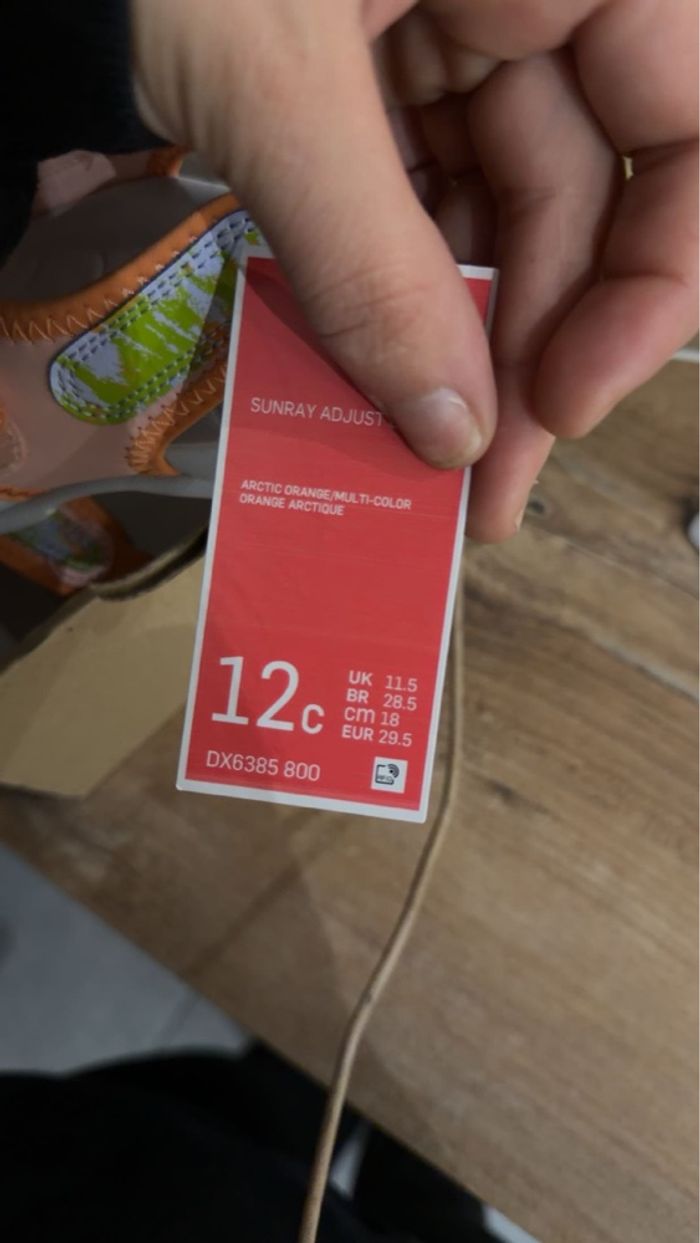 SUNRAY ADJUST
ARCTIC ORANGE/MULTI-COLOR
ORANGE ARCTIQUE
12c
UK 11.5
BR 28.5
cm 18
EUR 29.5
DX6385 800
RFID